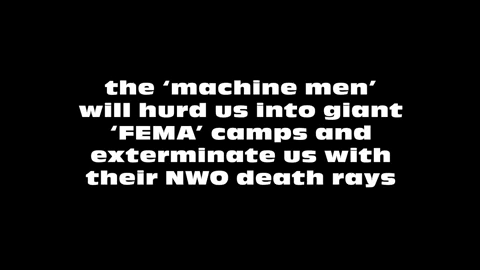 the ‘machine men’
will hurd us into giant
‘FEMA’ camps and
exterminate us with
their NWO death rays